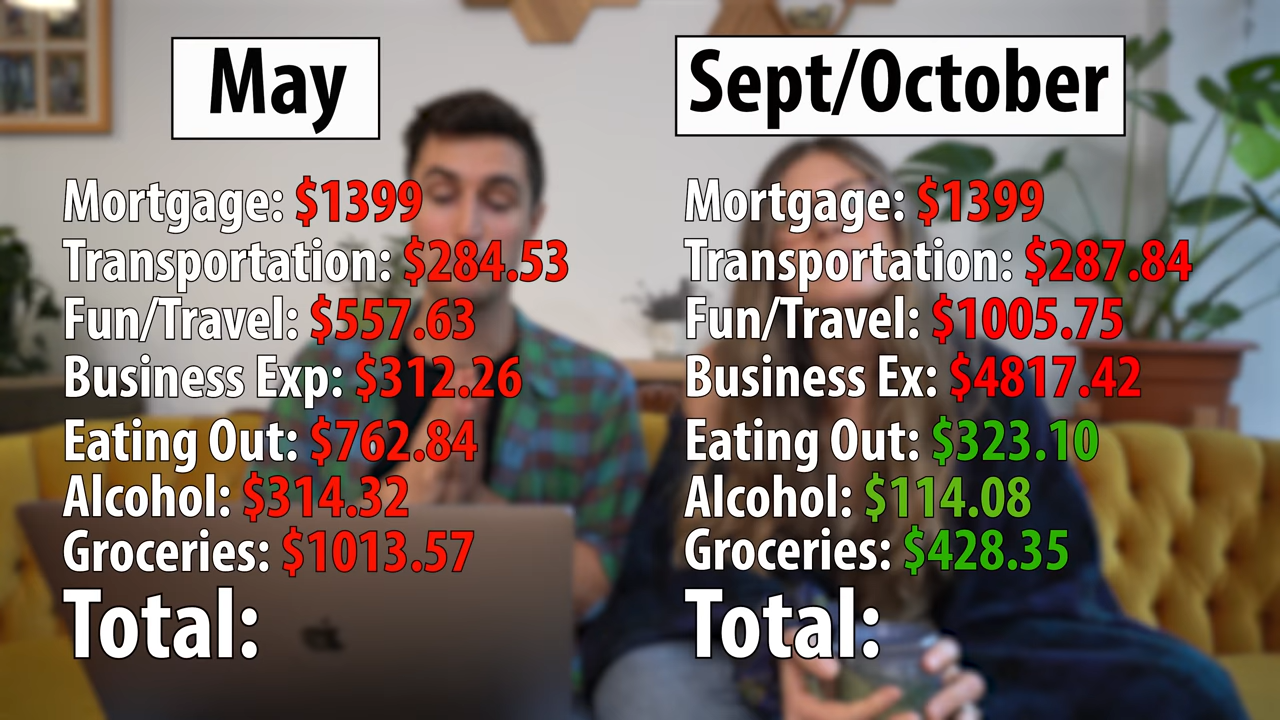 May
Mortgage: $1399
Transportation: $284.53
Fun/Travel: $557.63
Business Exp: $312.26
Eating Out: $762.84
Alcohol: $314.32
Groceries: $1013.57
Total:
Sept/October
Mortgage: $1399
Transportation: $287.84
Fun/Travel: $1005.75
Business Ex: $4817.42
Eating Out: $323.10
Alcohol: $114.08
Groceries: $428.35
Total: